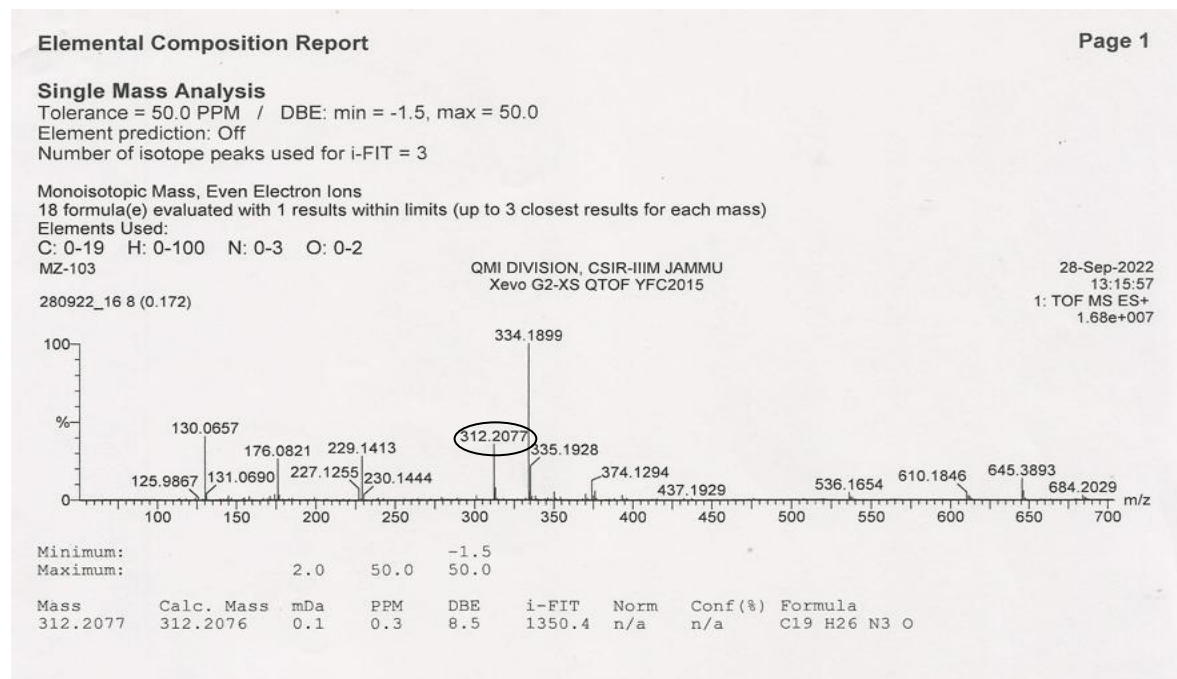 Elemental Composition Report Page 1
Single Mass Analysis
Tolerance = 50.0 PPM / DBE: min = -1.5, max = 50.0
Element prediction: Off
Number of isotope peaks used for i-FIT = 3
Monoisotopic Mass, Even Electron Ions
18 formula(e) evaluated with 1 results within limits (up to 3 closest results for each mass)
Elements Used:
C: 0-19 H: 0-100 N: 0-3 O: 0-2
MZ-103 QMI DIVISION, CSIR-IIIM JAMMU 28-Sep-2022
Xevo G2-XS QTOF YFC2015 13:15:57
280922_16 8 (0.172) 1: TOF MS ES+
1.68e+007
334.1899
100
%
130.0657
312.2077
176.0821 229.1413 335.1928
125.9867 131.0690 227.1255 230.1444 374.1294 437.1929 536.1654 610.1846 645.3893 684.2029
0 m/z
100 150 200 250 300 350 400 450 500 550 600 650 700
Minimum: -1.5
Maximum: 2.0 50.0 50.0
Mass Calc. Mass mDa PPM DBE i-FIT Norm Conf(%) Formula
312.2077 312.2076 0.1 0.3 8.5 1350.4 n/a n/a C19 H26 N3 O